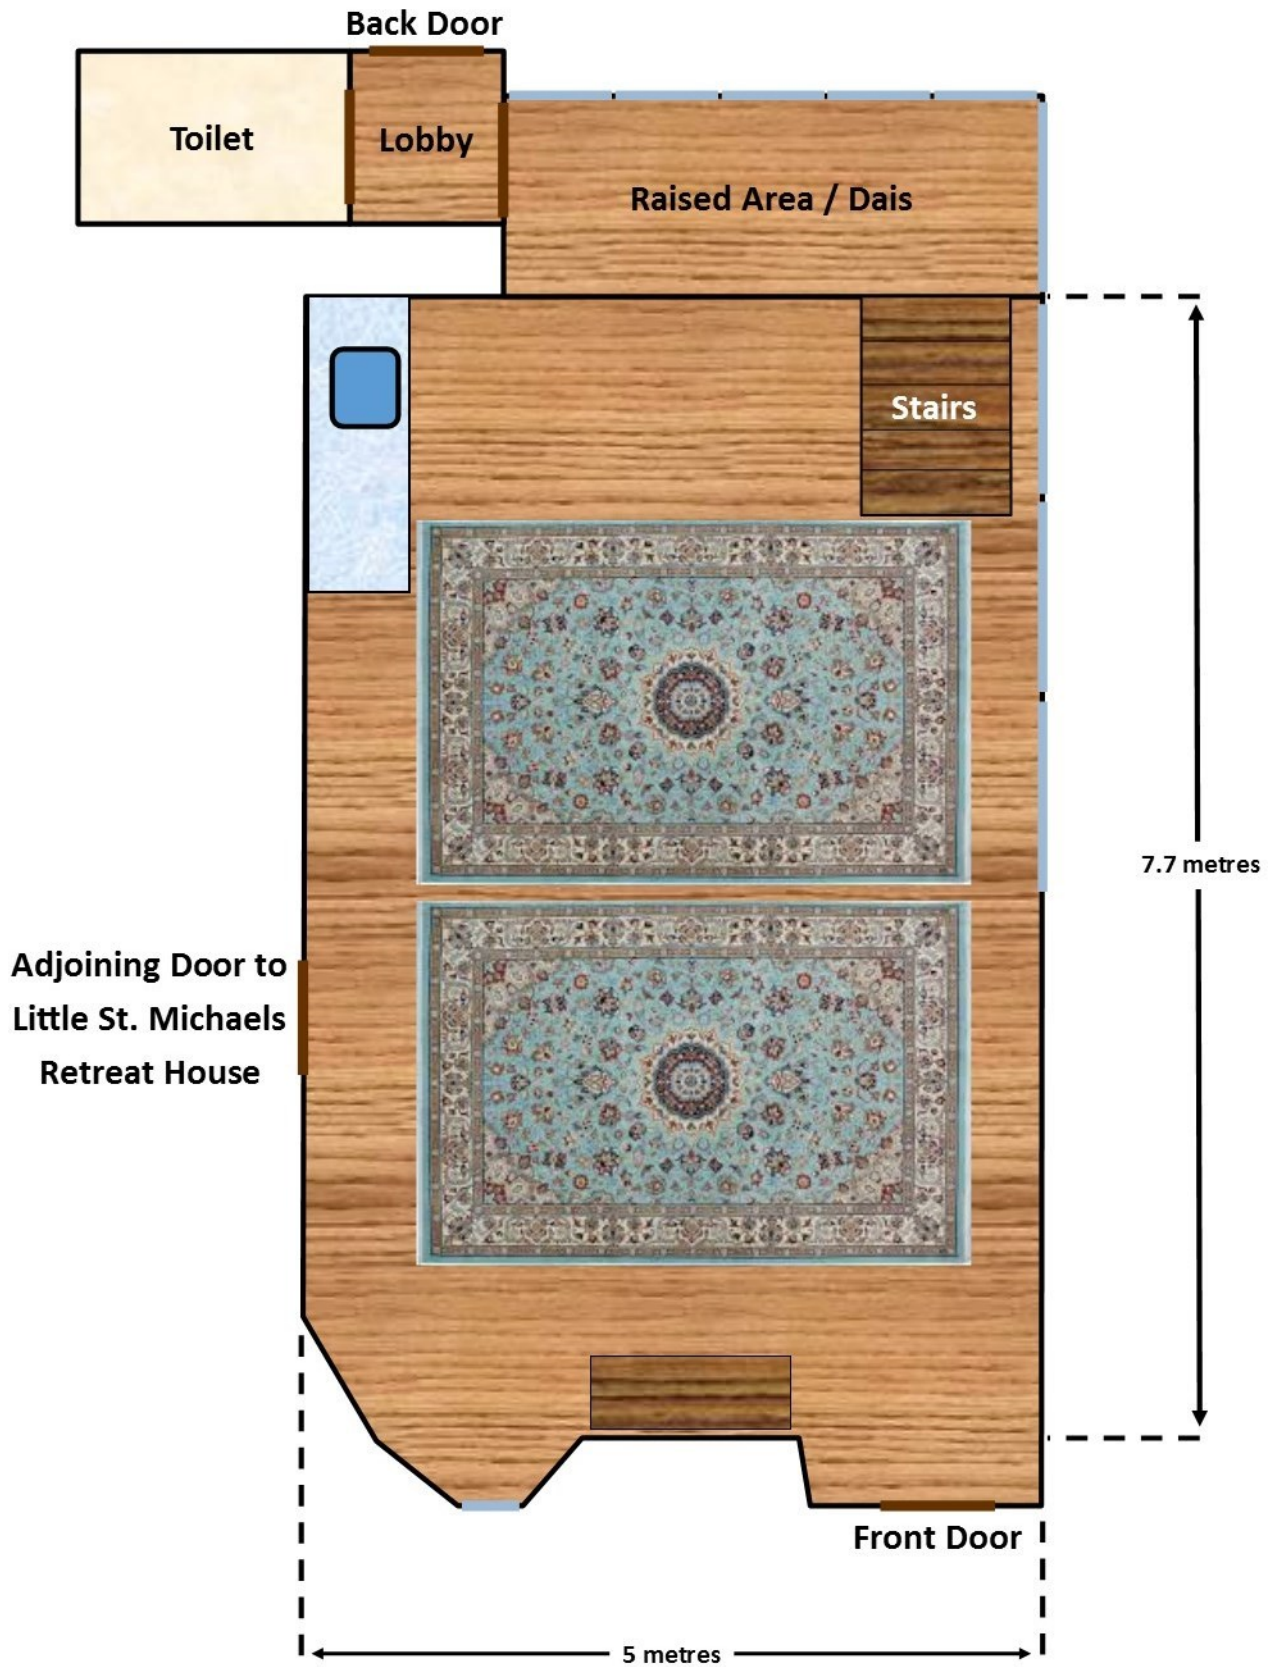 Back Door
Toilet
Lobby
Raised Area / Dais
Stairs
7.7 metres
Adjoining Door to
Little St. Michaels
Retreat House
Front Door
5 metres